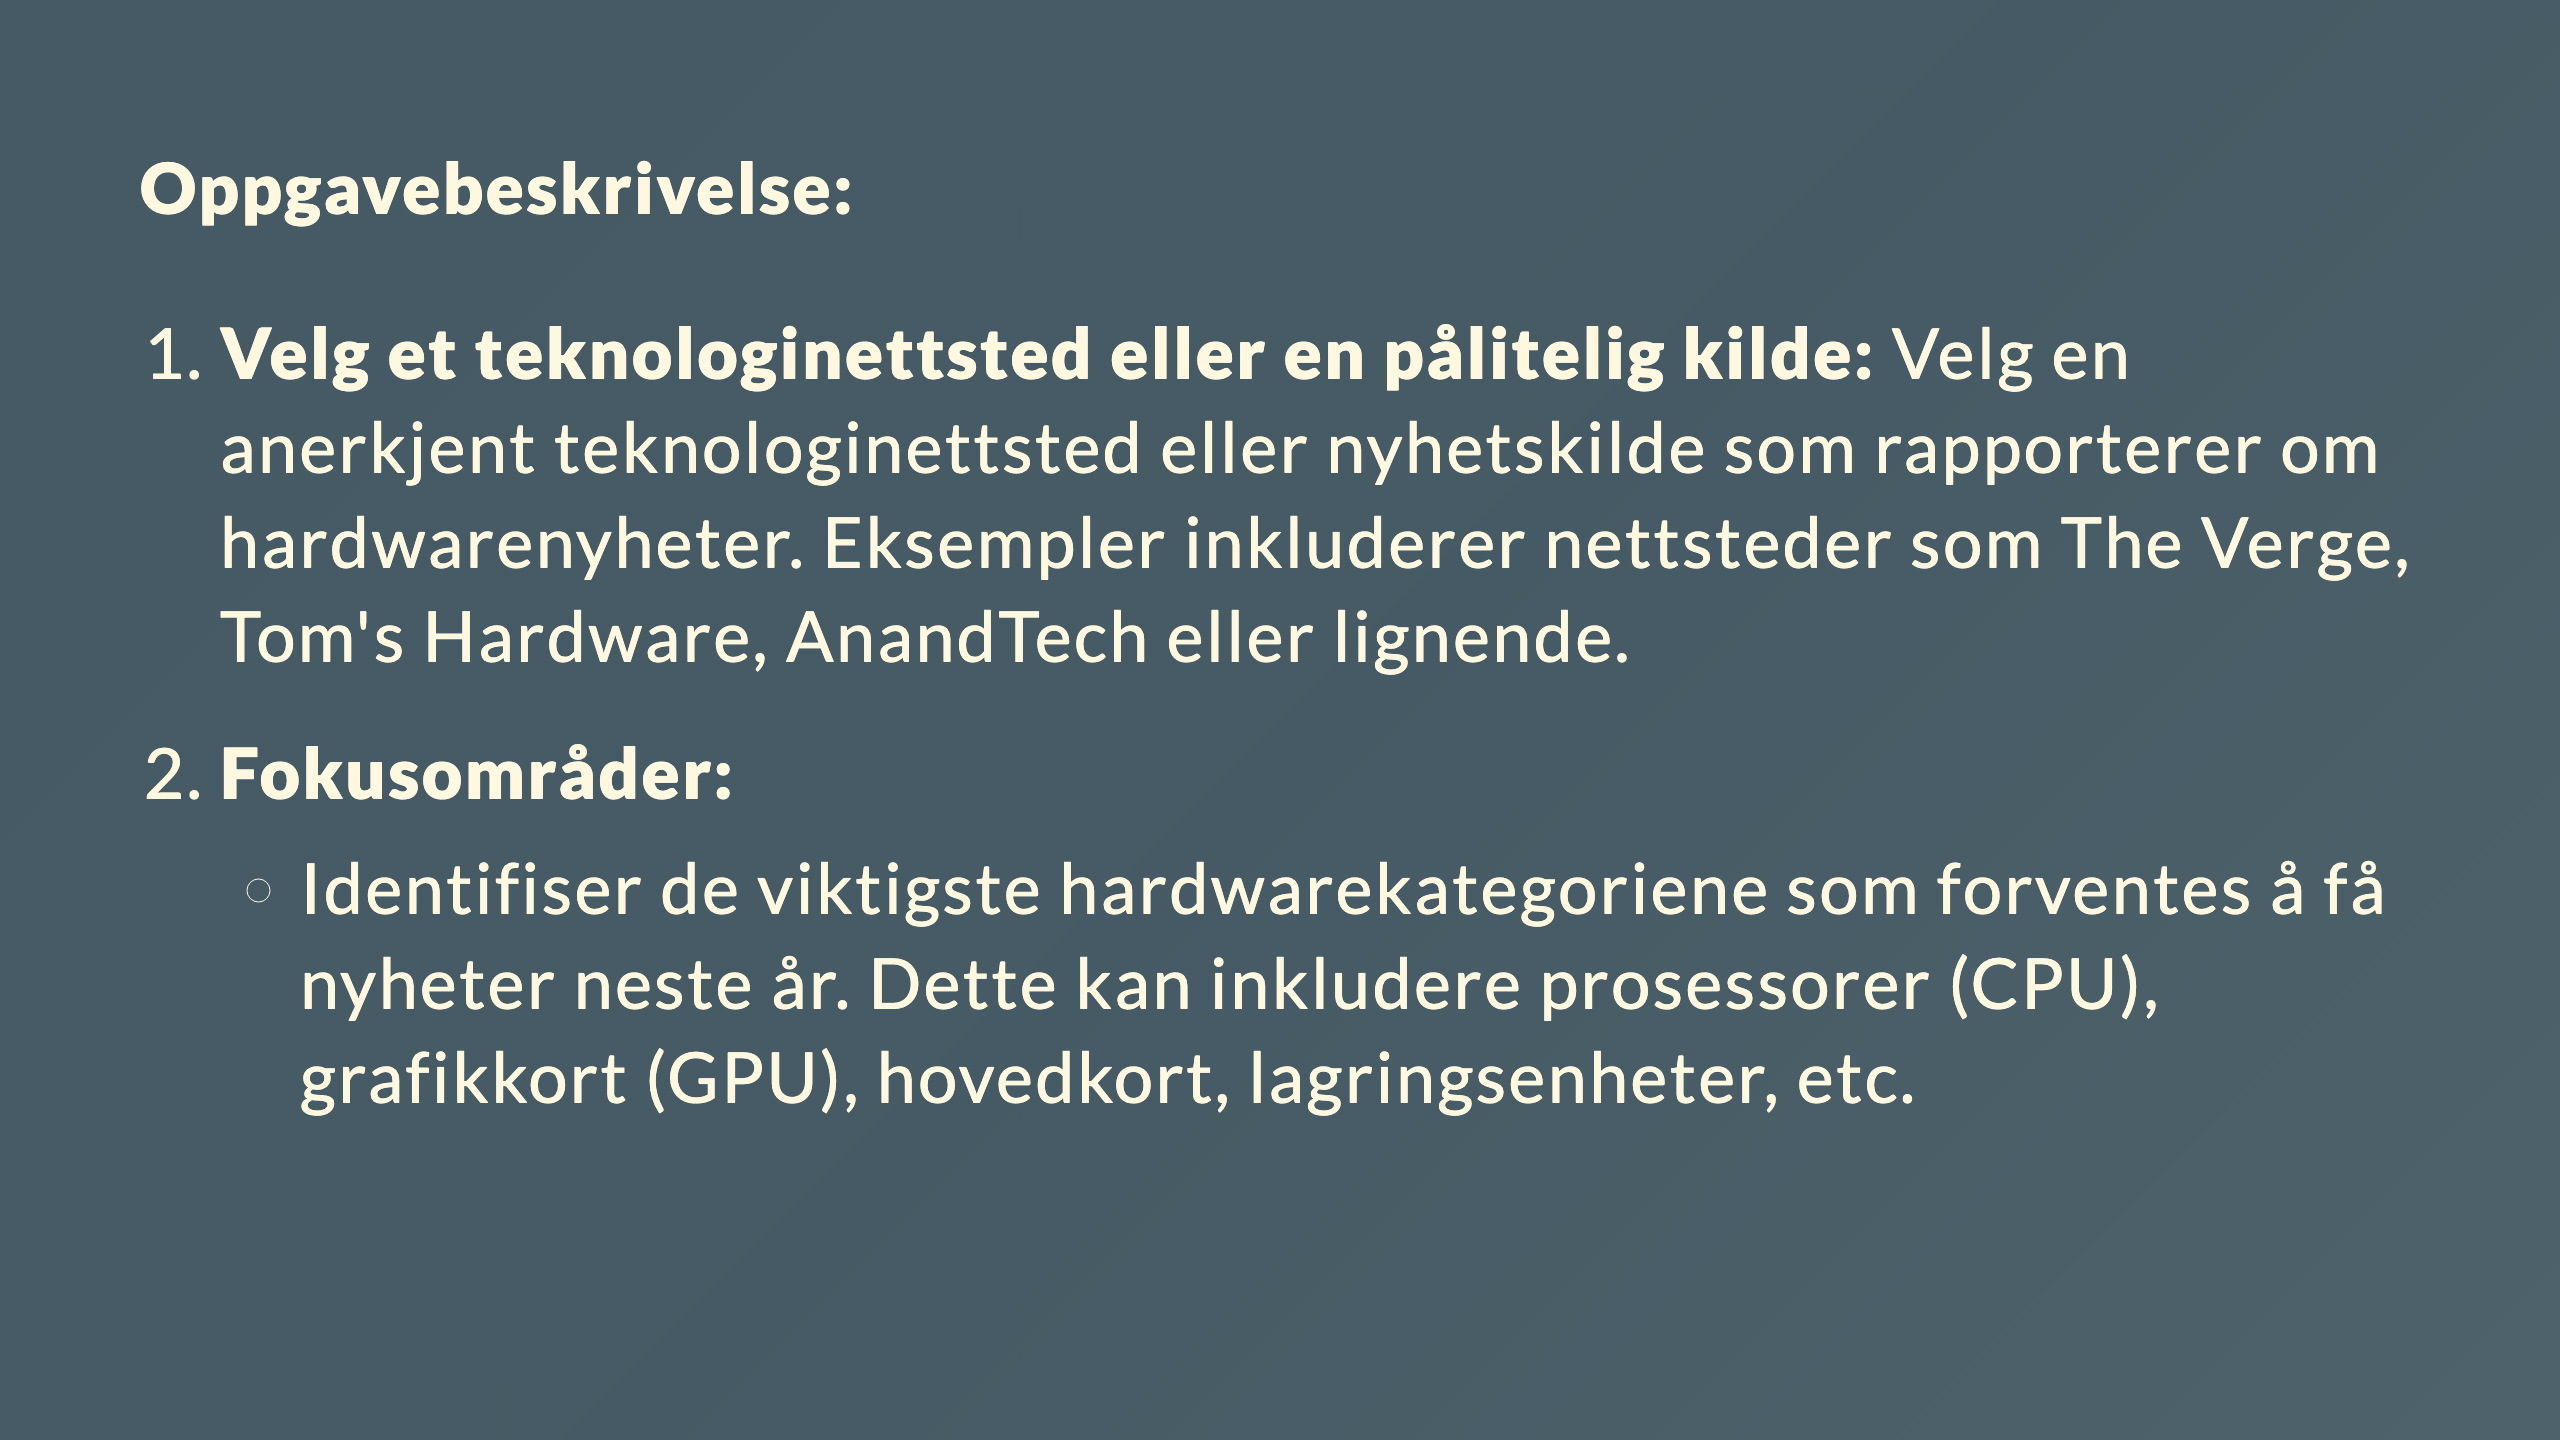 Oppgavebeskrivelse:
1. Velg et teknologinettsted eller en pålitelig kilde: Velg en
anerkjent teknologinettsted eller nyhetskilde som rapporterer om
hardwarenyheter. Eksempler inkluderer nettsteder som The Verge,
Tom's Hardware, AnandTech eller lignende.
2. Fokusområder:
○ Identifiser de viktigste hardwarekategoriene som forventes å få
nyheter neste år. Dette kan inkludere prosessorer (CPU),
grafikkort (GPU), hovedkort, lagringsenheter, etc.